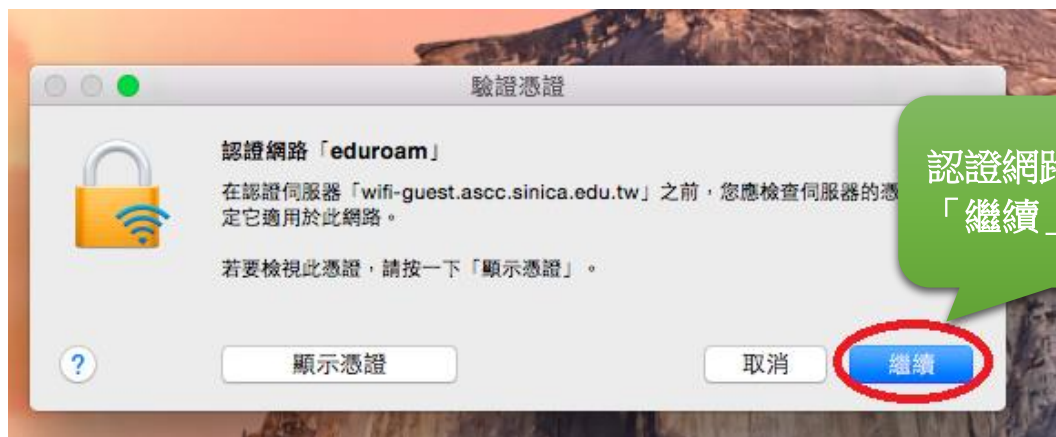 驗證憑證
認證網路「eduroam」
在認證伺服器「wifi-guest.ascc.sinica.edu.tw」之前，您應檢查伺服器的憑
定它適用於此網路。
若要檢視此憑證，請按一下「顯示憑證」。
認證網路
「繼續」
?
顯示憑證
取消
繼續